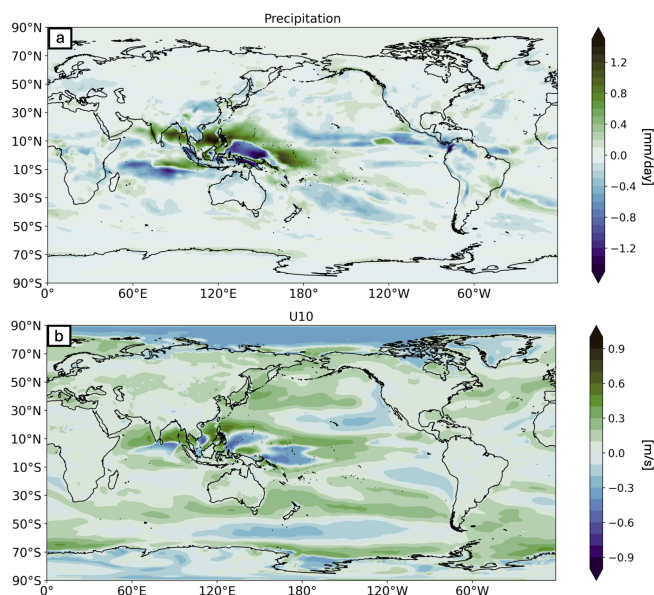 Precipitation
a
90°N
70°N
50°N
30°N
10°N
10°S
30°S
50°S
70°S
90°S
0°
60°E
120°E
180°
120°W
60°W
1.2
0.8
0.4
0.0
−0.4
−0.8
−1.2
[mm/day]
U10
b
90°N
70°N
50°N
30°N
10°N
10°S
30°S
50°S
70°S
90°S
0°
60°E
120°E
180°
120°W
60°W
0.9
0.6
0.3
0.0
−0.3
−0.6
−0.9
[m/s]